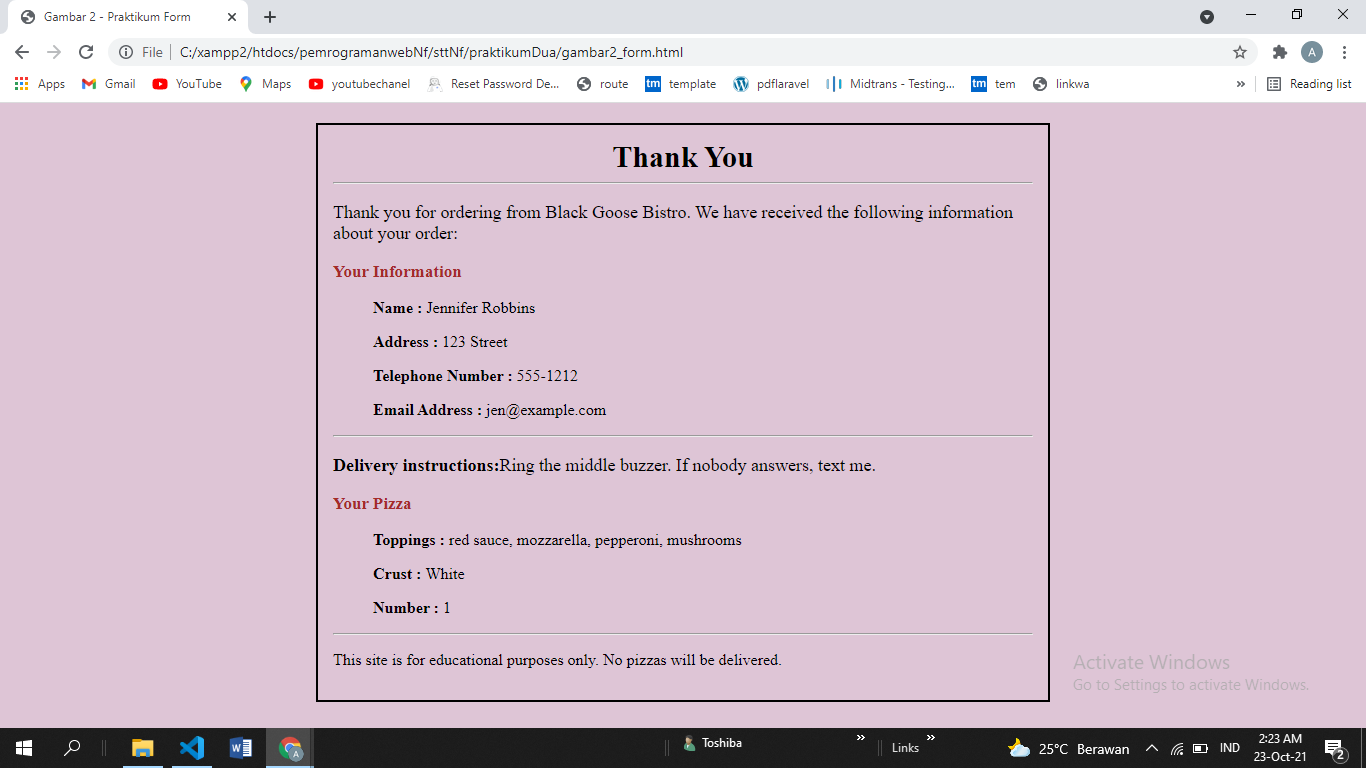 Gambar 2 - Praktikum Form
File C:/xampp2/htdocs/pemrogramanwebNf/sttNf/praktikumDua/gambar2_form.html A
Apps Gmail YouTube Maps youtubechanel Reset Password De... route tm template pdflaravel Midtrans - Testing... tm tem linkwa » Reading list
Thank You
Thank you for ordering from Black Goose Bistro. We have received the following information
about your order:
Your Information
Name : Jennifer Robbins
Address : 123 Street
Telephone Number : 555-1212
Email Address : jen@example.com
Delivery instructions:Ring the middle buzzer. If nobody answers, text me.
Your Pizza
Toppings : red sauce, mozzarella, pepperoni, mushrooms
Crust : White
Number : 1
This site is for educational purposes only. No pizzas will be delivered.
Activate Windows
Go to Settings to activate Windows.
Toshiba » Links » 25°C Berawan IND 2:23 AM
23-Oct-21 2